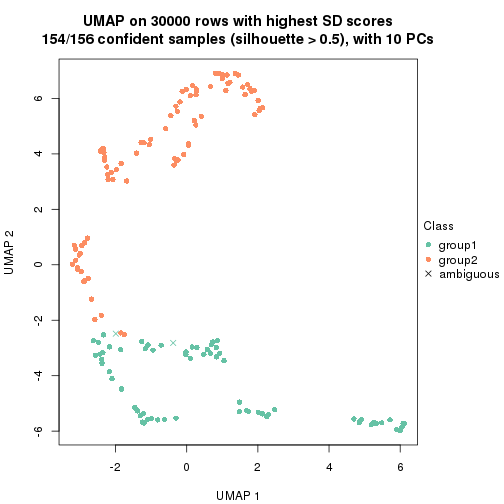 UMAP on 30000 rows with highest SD scores
154/156 confident samples (silhouette > 0.5), with 10 PCs
6
4
2
0
-2
-4
-6
UMAP 2
-2
0
2
4
6
UMAP 1
Class
group1
group2
ambiguous